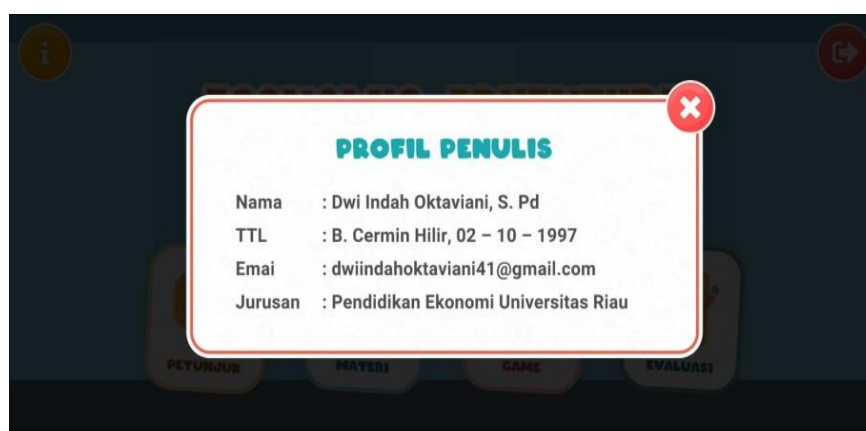 i
PROFIL PENULIS
Nama : Dwi Indah Oktaviani, S. Pd
TTL : B. Cermin Hilir, 02 – 10 – 1997
Emai : dwiindahoktaviani41@gmail.com
Jurusan : Pendidikan Ekonomi Universitas Riau
PETUNJUK MATERI GAME EVALUASI